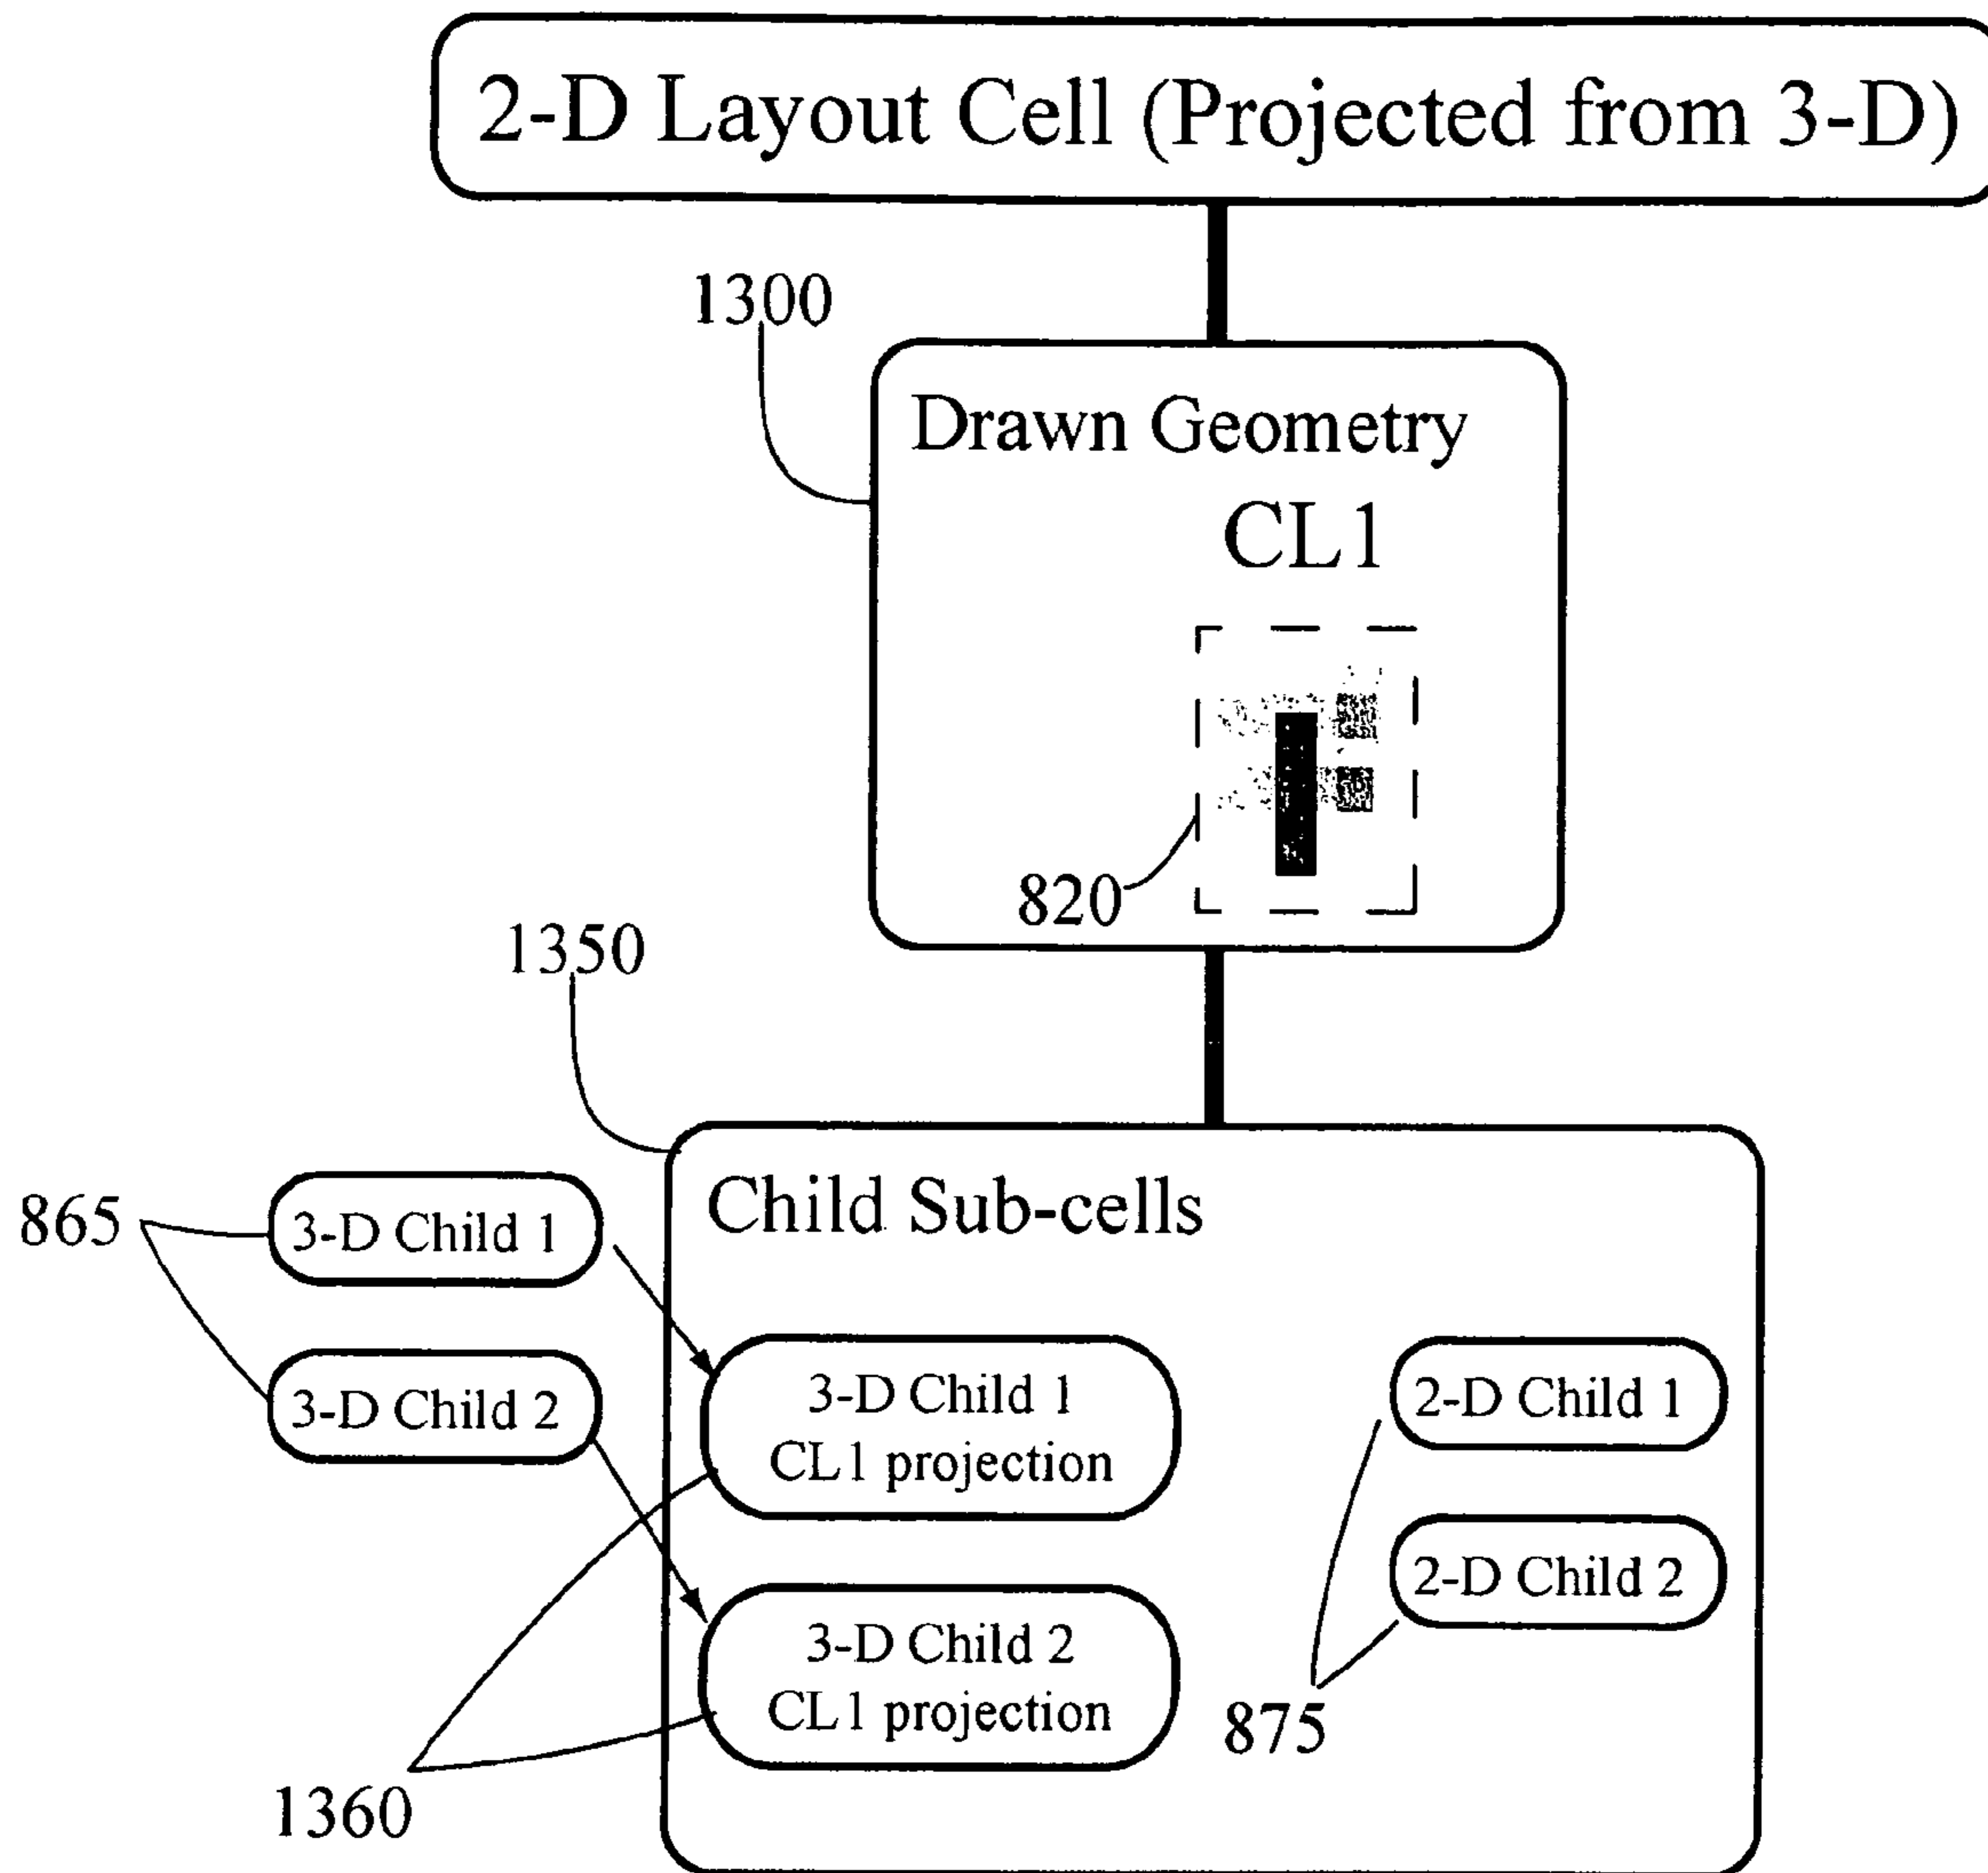 2-D Layout Cell (Projected from 3-D)
1300
Drawn Geometry
CL1
820
1350
Child Sub-cells
865
3-D Child 1
3-D Child 2
3-D Child 1
CL1 projection
2-D Child 1
2-D Child 2
3-D Child 2
CL1 projection
875
1360